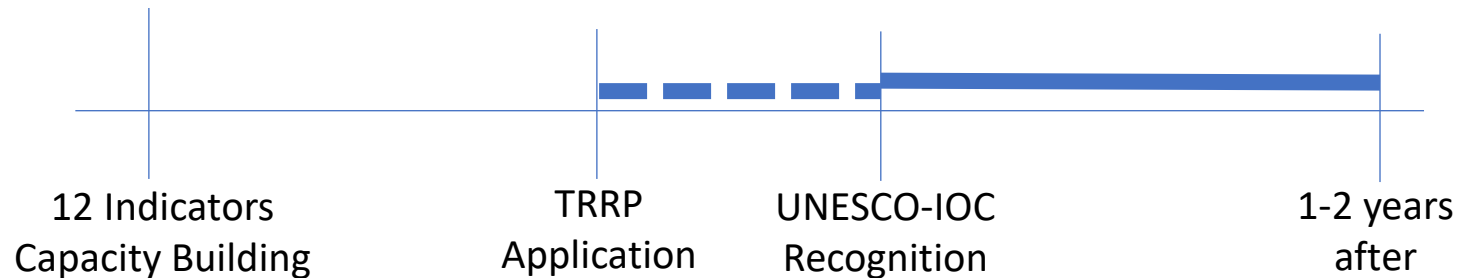 12 Indicators
Capacity Building
TRRP
Application
UNESCO-IOC
Recognition
1-2 years
after